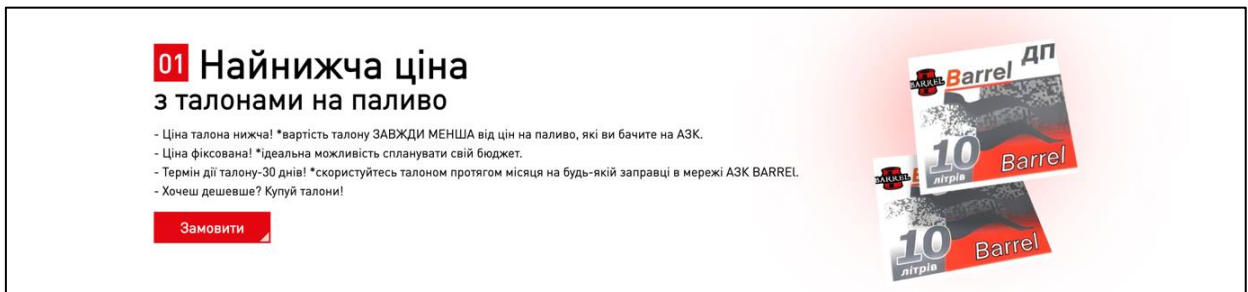 01 Найнижча ціна
з талонами на паливо
- Ціна талона нижча! *вартість талону ЗАВЖДИ МЕНША від цін на паливо, які ви бачите на АЗК.
- Ціна фіксована! *ідеальна можливість спланувати свій бюджет.
- Термін дії талону-30 днів! *скористуйтесь талоном протягом місяця на будь-якій заправці в мережі АЗК BARREL.
- Хочеш дешевше? Купуй талони!
Замовити
ДП
BARREL Barrel
10
літрів
Barrel
BARREL
10
літрів
Barrel